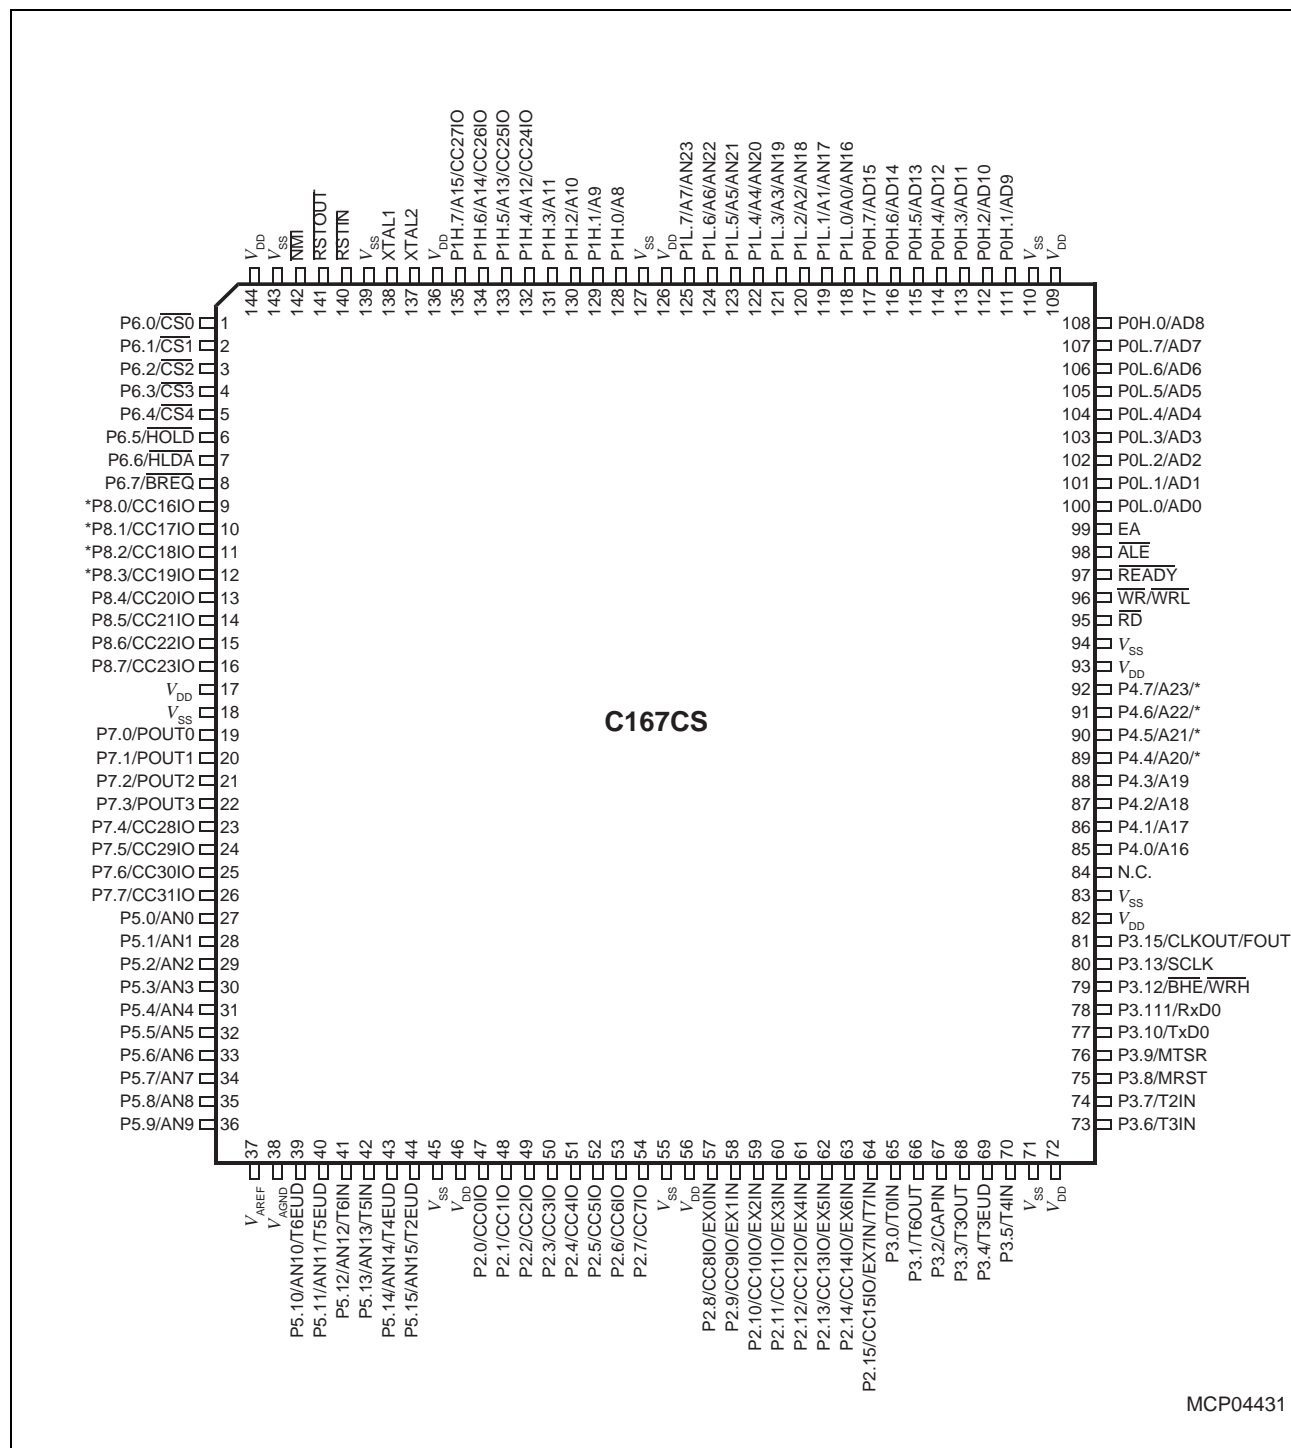 V_DD 144
V_SS 143
NMI 142
RSTOUT 141
RSTIN 140
V_SS 139
XTAL1 138
XTAL2 137
V_DD 136
P1H.7/A15/CC27IO 135
P1H.6/A14/CC26IO 134
P1H.5/A13/CC25IO 133
P1H.4/A12/CC24IO 132
P1H.3/A11 131
P1H.2/A10 130
P1H.1/A9 129
P1H.0/A8 128
V_SS 127
V_DD 126
P1L.7/A7/AN23 125
P1L.6/A6/AN22 124
P1L.5/A5/AN21 123
P1L.4/A4/AN20 122
P1L.3/A3/AN19 121
P1L.2/A2/AN18 120
P1L.1/A1/AN17 119
P1L.0/A0/AN16 118
P0H.7/AD15 117
P0H.6/AD14 116
P0H.5/AD13 115
P0H.4/AD12 114
P0H.3/AD11 113
P0H.2/AD10 112
P0H.1/AD9 111
V_SS 110
V_DD 109
P6.0/CS0 1
P6.1/CS1 2
P6.2/CS2 3
P6.3/CS3 4
P6.4/CS4 5
P6.5/HOLD 6
P6.6/HLDA 7
P6.7/BREQ 8
*P8.0/CC16IO 9
*P8.1/CC17IO 10
*P8.2/CC18IO 11
*P8.3/CC19IO 12
P8.4/CC20IO 13
P8.5/CC21IO 14
P8.6/CC22IO 15
P8.7/CC23IO 16
V_DD 17
V_SS 18
P7.0/POUT0 19
P7.1/POUT1 20
P7.2/POUT2 21
P7.3/POUT3 22
P7.4/CC28IO 23
P7.5/CC29IO 24
P7.6/CC30IO 25
P7.7/CC31IO 26
P5.0/AN0 27
P5.1/AN1 28
P5.2/AN2 29
P5.3/AN3 30
P5.4/AN4 31
P5.5/AN5 32
P5.6/AN6 33
P5.7/AN7 34
P5.8/AN8 35
P5.9/AN9 36
C167CS
108 P0H.0/AD8
107 P0L.7/AD7
106 P0L.6/AD6
105 P0L.5/AD5
104 P0L.4/AD4
103 P0L.3/AD3
102 P0L.2/AD2
101 P0L.1/AD1
100 P0L.0/AD0
99 EA
98 ALE
97 READY
96 WR/WRL
95 RD
94 V_SS
93 V_DD
92 P4.7/A23/*
91 P4.6/A22/*
90 P4.5/A21/*
89 P4.4/A20/*
88 P4.3/A19
87 P4.2/A18
86 P4.1/A17
85 P4.0/A16
84 N.C.
83 V_SS
82 V_DD
81 P3.15/CLKOUT/FOUT
80 P3.13/SCLK
79 P3.12/BHE/WRH
78 P3.111/RxD0
77 P3.10/TxD0
76 P3.9/MTSR
75 P3.8/MRST
74 P3.7/T2IN
73 P3.6/T3IN
37 V_AREF
38 V_AGND
39 P5.10/AN10/T6EUD
40 P5.11/AN11/T5EUD
41 P5.12/AN12/T6IN
42 P5.13/AN13/T5IN
43 P5.14/AN14/T4EUD
44 P5.15/AN15/T2EUD
45 V_SS
46 V_DD
47 P2.0/CC0IO
48 P2.1/CC1IO
49 P2.2/CC2IO
50 P2.3/CC3IO
51 P2.4/CC4IO
52 P2.5/CC5IO
53 P2.6/CC6IO
54 P2.7/CC7IO
55 V_SS
56 V_DD
57 P2.8/CC8IO/EX0IN
58 P2.9/CC9IO/EX1IN
59 P2.10/CC10IO/EX2IN
60 P2.11/CC11IO/EX3IN
61 P2.12/CC12IO/EX4IN
62 P2.13/CC13IO/EX5IN
63 P2.14/CC14IO/EX6IN
64 P2.15/CC15IO/EX7IN/T7IN
65 P3.0/T0IN
66 P3.1/T6OUT
67 P3.2/CAPIN
68 P3.3/T3OUT
69 P3.4/T3EUD
70 P3.5/T4IN
71 V_SS
72 V_DD
MCP04431